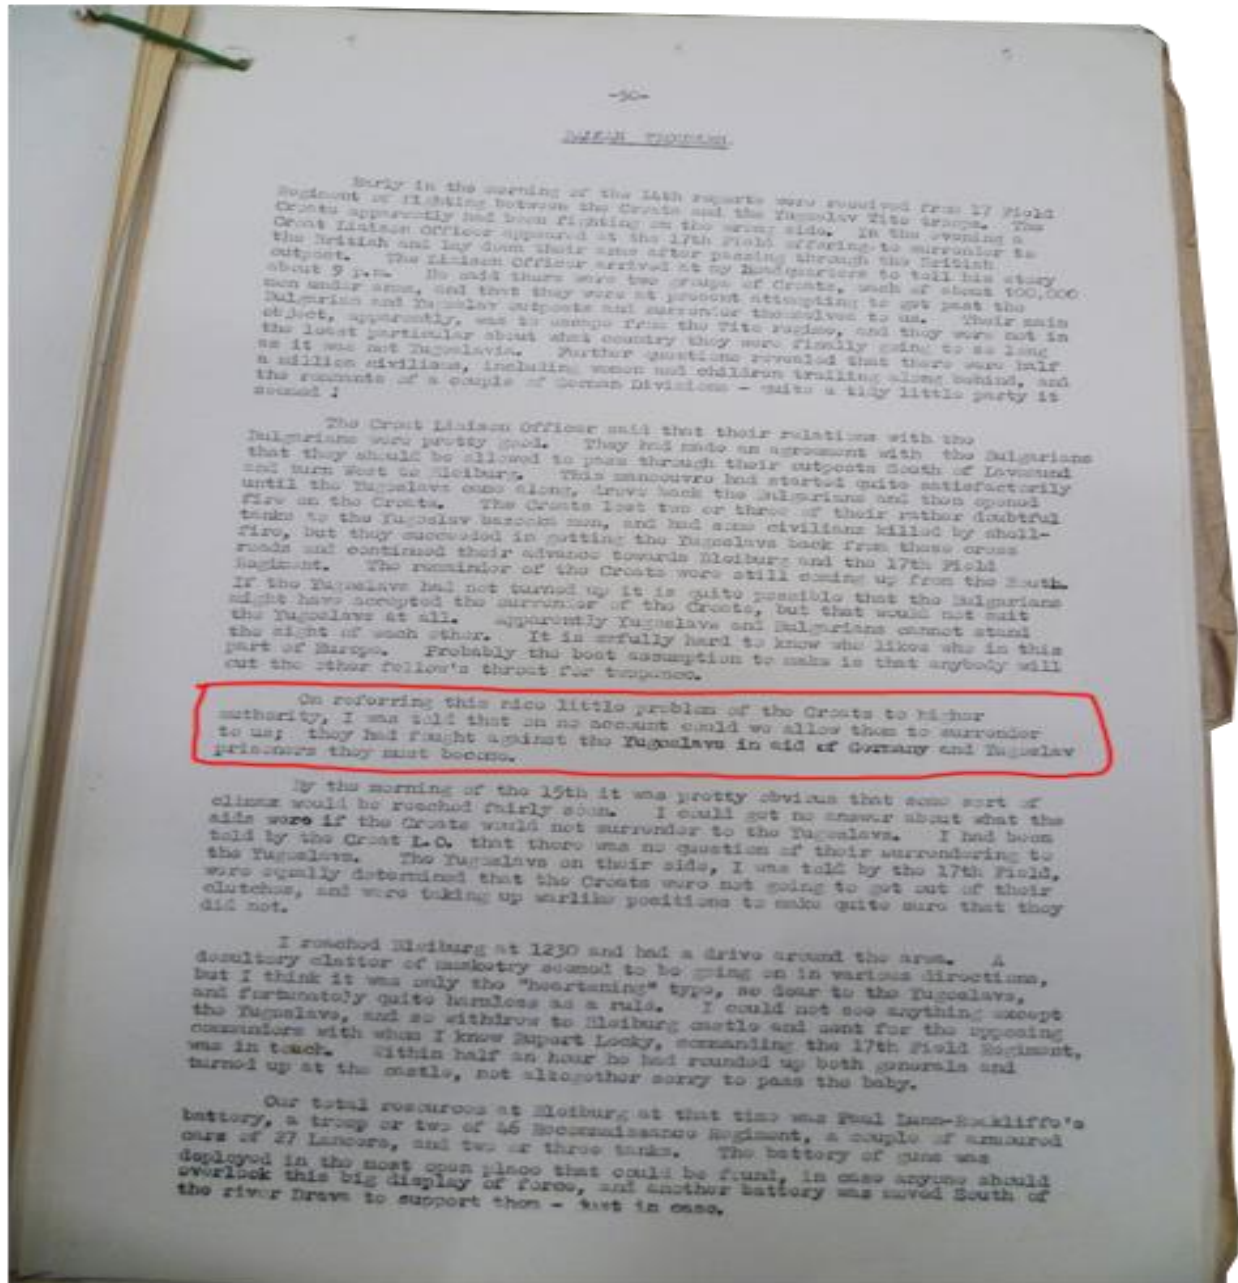 -50-
BALKAN PROBLEM.
Early in the morning of the 14th reports were received from 17 Field
Regiment of fighting between the Croats and the Yugoslav Tito troops. The
Croats apparently had been fighting on the wrong side. In the evening a
Croat Liaison Officer appeared at the 17th Field offering to surrender to
the British and lay down their arms after passing through the British
outpost. The Liaison Officer arrived at my headquarters to tell his story
about 9 p.m. He said there were two groups of Croats, each of about 100,000
men under arms, and that they were at present attempting to get past the
Bulgarian and Yugoslav outposts and surrender themselves to us. Their main
object, apparently, was to escape from the Tito regime, and they were not in
the least particular about what country they were finally going to so long
as it was not Yugoslavia. Further questions revealed that there were half
a million civilians, including women and children trailing along behind, and
the remnants of a couple of German Divisions - quite a tidy little party it
seemed !
The Croat Liaison Officer said that their relations with the
Bulgarians were pretty good. They had made an agreement with the Bulgarians
that they should be allowed to pass through their outposts South of Lavamund
and turn West to Bleiburg. This manoeuvre had started quite satisfactorily
until the Yugoslavs came along, drove back the Bulgarians and then opened
fire on the Croats. The Croats lost two or three of their rather doubtful
tanks to the Yugoslav bazooka men, and had some civilians killed by shell-
fire, but they succeeded in getting the Yugoslavs back from these cross
roads and continued their advance towards Bleiburg and the 17th Field
Regiment. The remainder of the Croats were still coming up from the South.
If the Yugoslavs had not turned up it is quite possible that the Bulgarians
might have accepted the surrender of the Croats, but that would not suit
the Yugoslavs at all. Apparently Yugoslavs and Bulgarians cannot stand
the sight of each other. It is awfully hard to know who likes who in this
part of Europe. Probably the best assumption to make is that anybody will
cut the other fellow's throat for twopence.
On referring this nice little problem of the Croats to higher
authority, I was told that on no account could we allow them to surrender
to us; they had fought against the Yugoslavs in aid of Germany and Yugoslav
prisoners they must become.
By the morning of the 15th it was pretty obvious that some sort of
climax would be reached fairly soon. I could get no answer about what the
aids were if the Croats would not surrender to the Yugoslavs. I had been
told by the Croat L.O. that there was no question of their surrendering to
the Yugoslavs. The Yugoslavs on their side, I was told by the 17th Field,
were equally determined that the Croats were not going to get out of their
clutches, and were taking up warlike positions to make quite sure that they
did not.
I reached Bleiburg at 1230 and had a drive around the area. A
desultory clatter of musketry seemed to be going on in various directions,
but I think it was only the "heartening" type, so dear to the Yugoslavs,
and fortunately quite harmless as a rule. I could not see anything except
the Yugoslavs, and so withdrew to Bleiburg castle and sent for the opposing
commanders with whom I knew Rupert Lecky, commanding the 17th Field Regiment,
was in touch. Within half an hour he had rounded up both generals and
turned up at the castle, not altogether sorry to pass the baby.
Our total resources at Bleiburg at that time was Paul Lunn-Rockliffe's
battery, a troop or two of 46 Reconnaissance Regiment, a couple of armoured
cars of 27 Lancers, and two or three tanks. The battery of guns was
deployed in the most open place that could be found, in case anyone should
overlook this big display of force, and another battery was moved South of
the river Drava to support them - just in case.